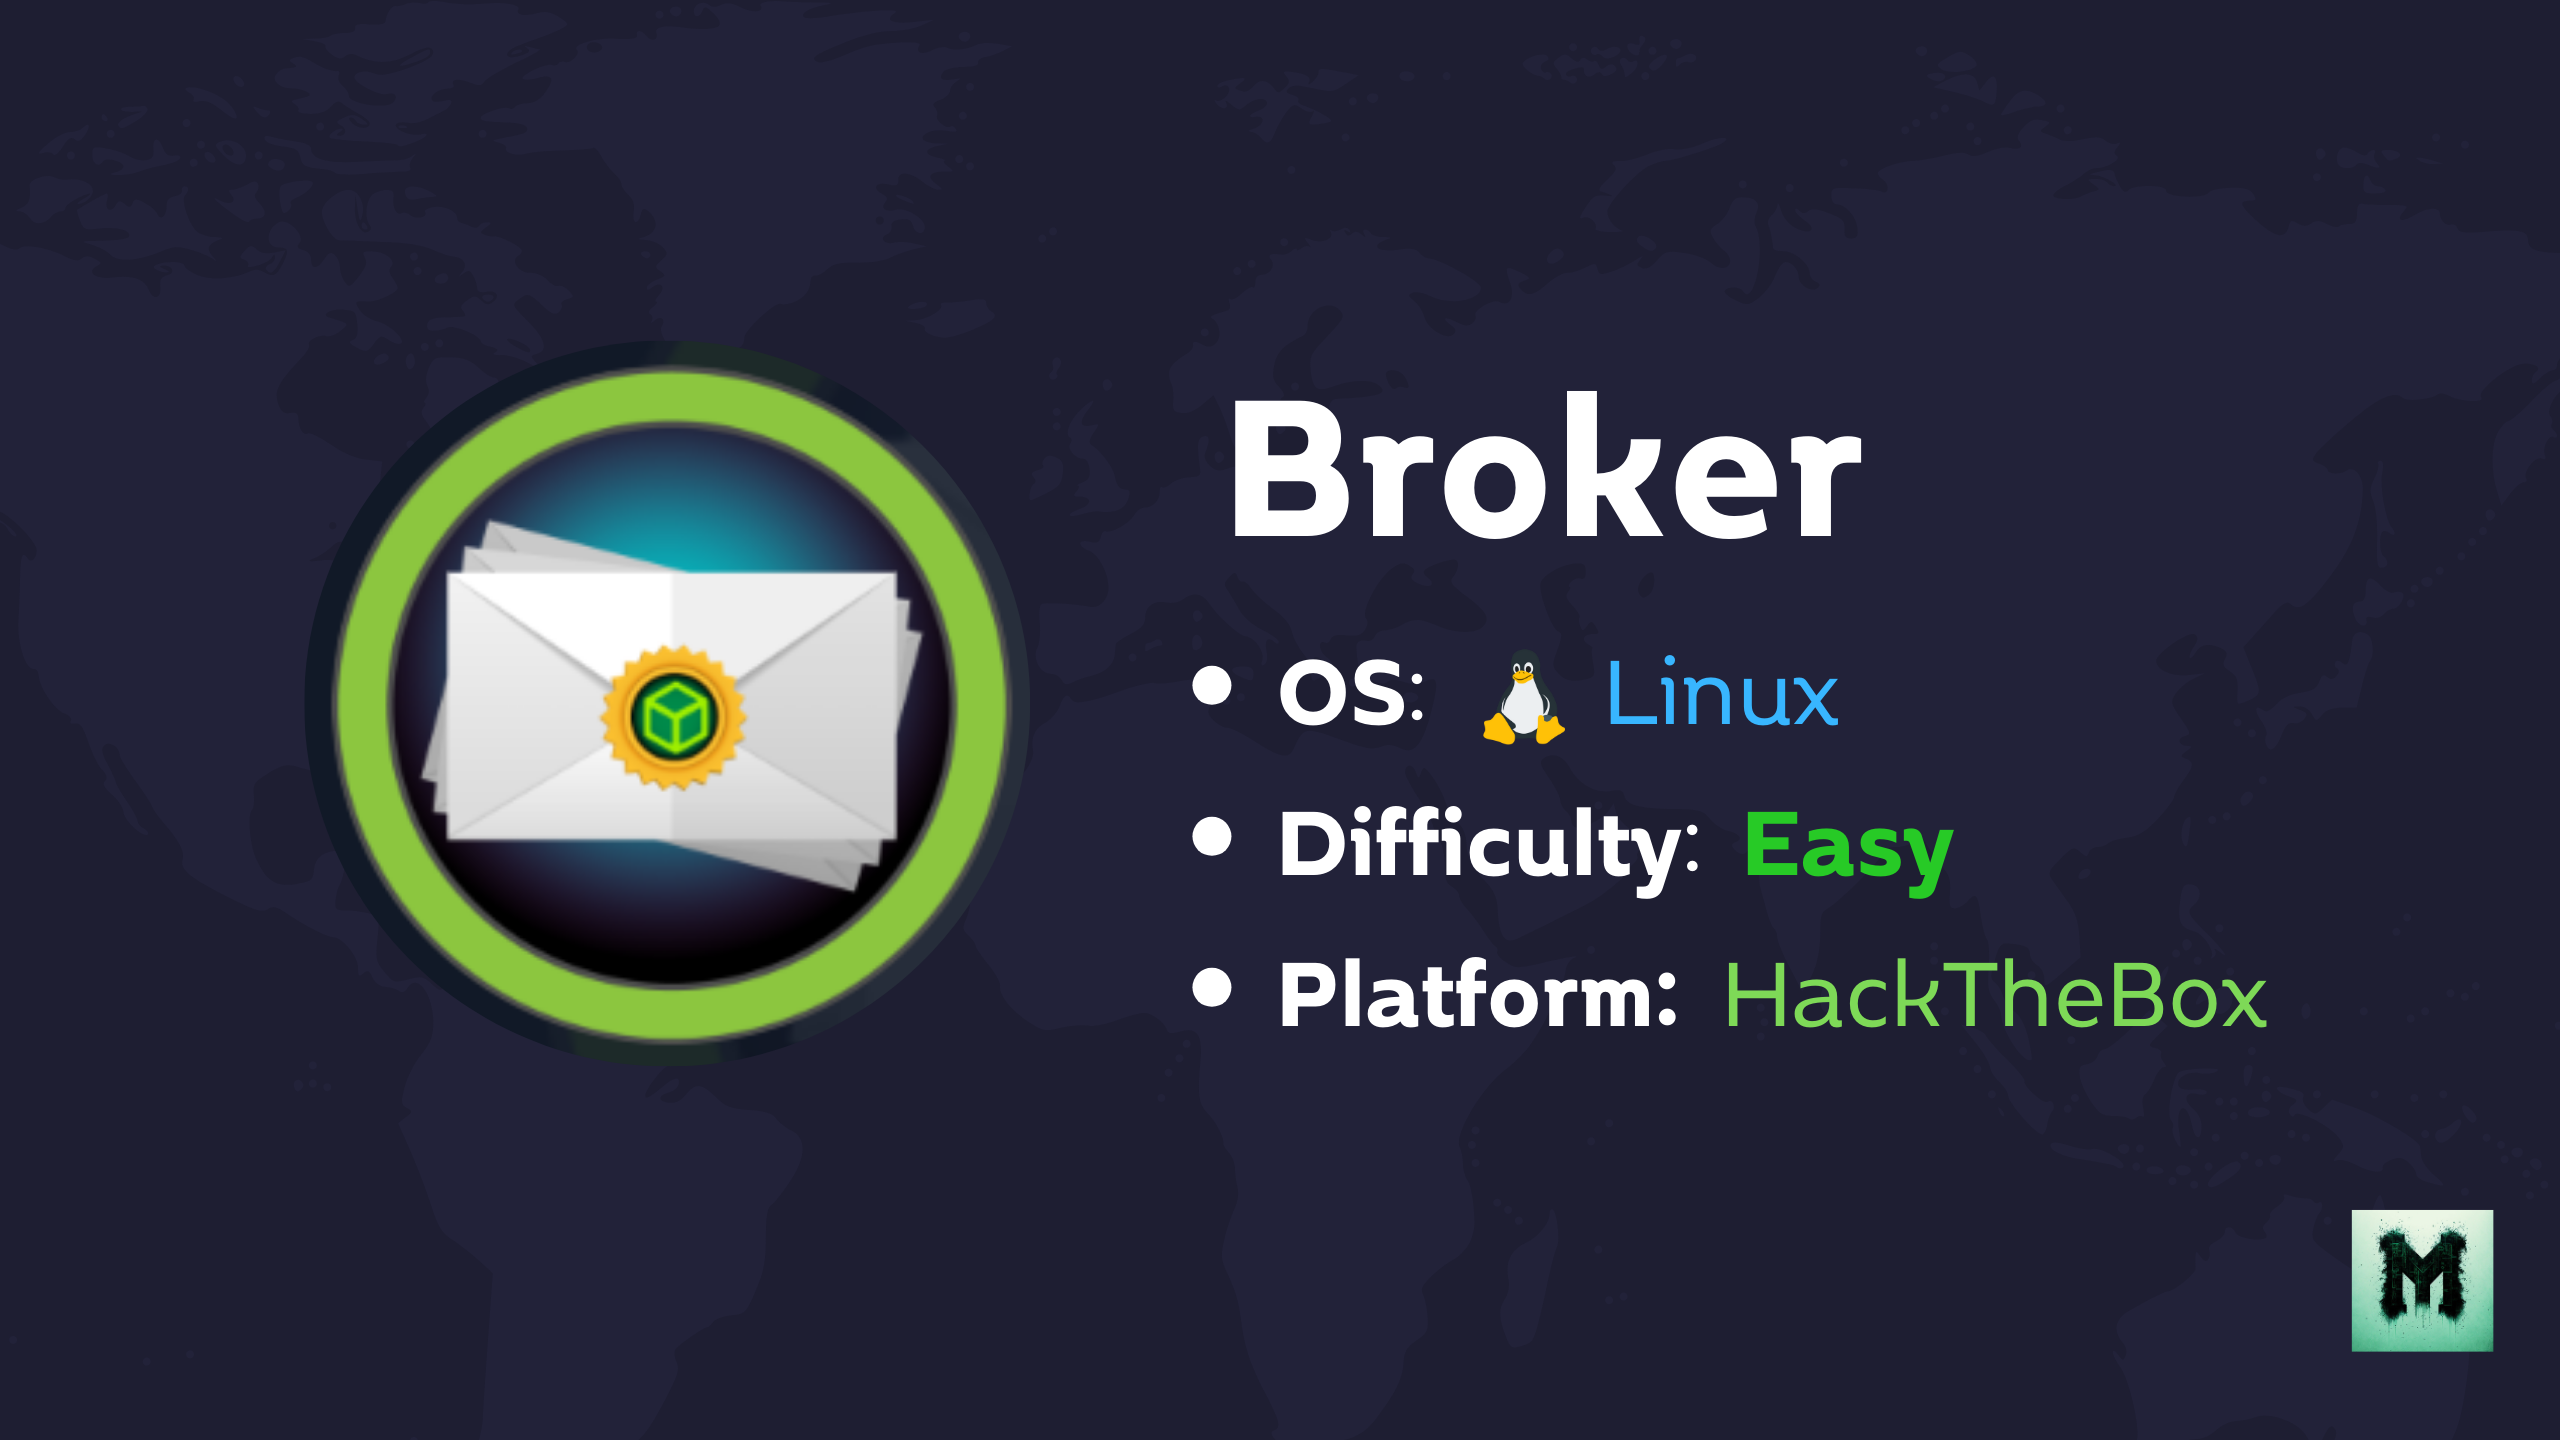 Broker
• OS: Linux
• Difficulty: Easy
• Platform: HackTheBox
M